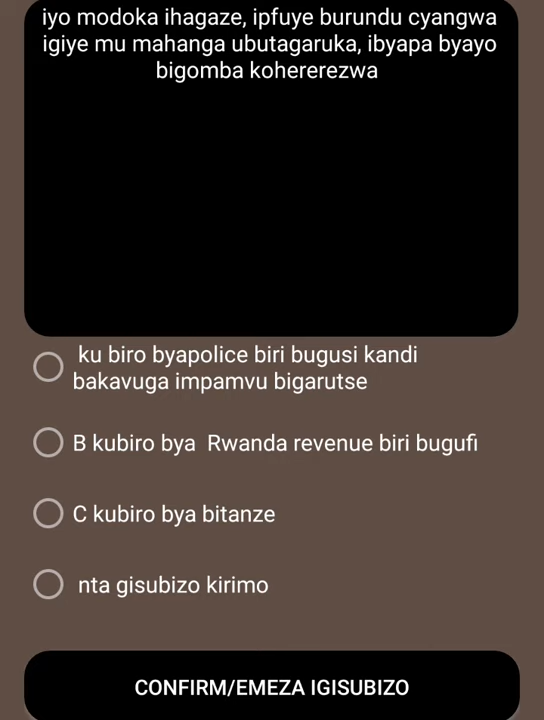 iyo modoka ihagaze, ipfuye burundu cyangwa
igiye mu mahanga ubutagaruka, ibyapa byayo
bigomba kohererezwa
ku biro byapolice biri bugusi kandi
bakavuga impamvu bigarutse
B kubiro bya Rwanda revenue biri bugufi
C kubiro bya bitanze
nta gisubizo kirimo
CONFIRM/EMEZA IGISUBIZO